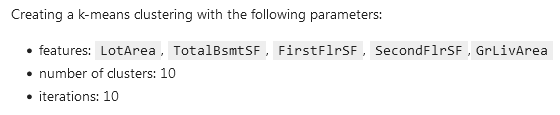 Creating a k-means clustering with the following parameters:
• features: LotArea , TotalBsmtSF , FirstFlrSF , SecondFlrSF , GrLivArea
• number of clusters: 10
• iterations: 10